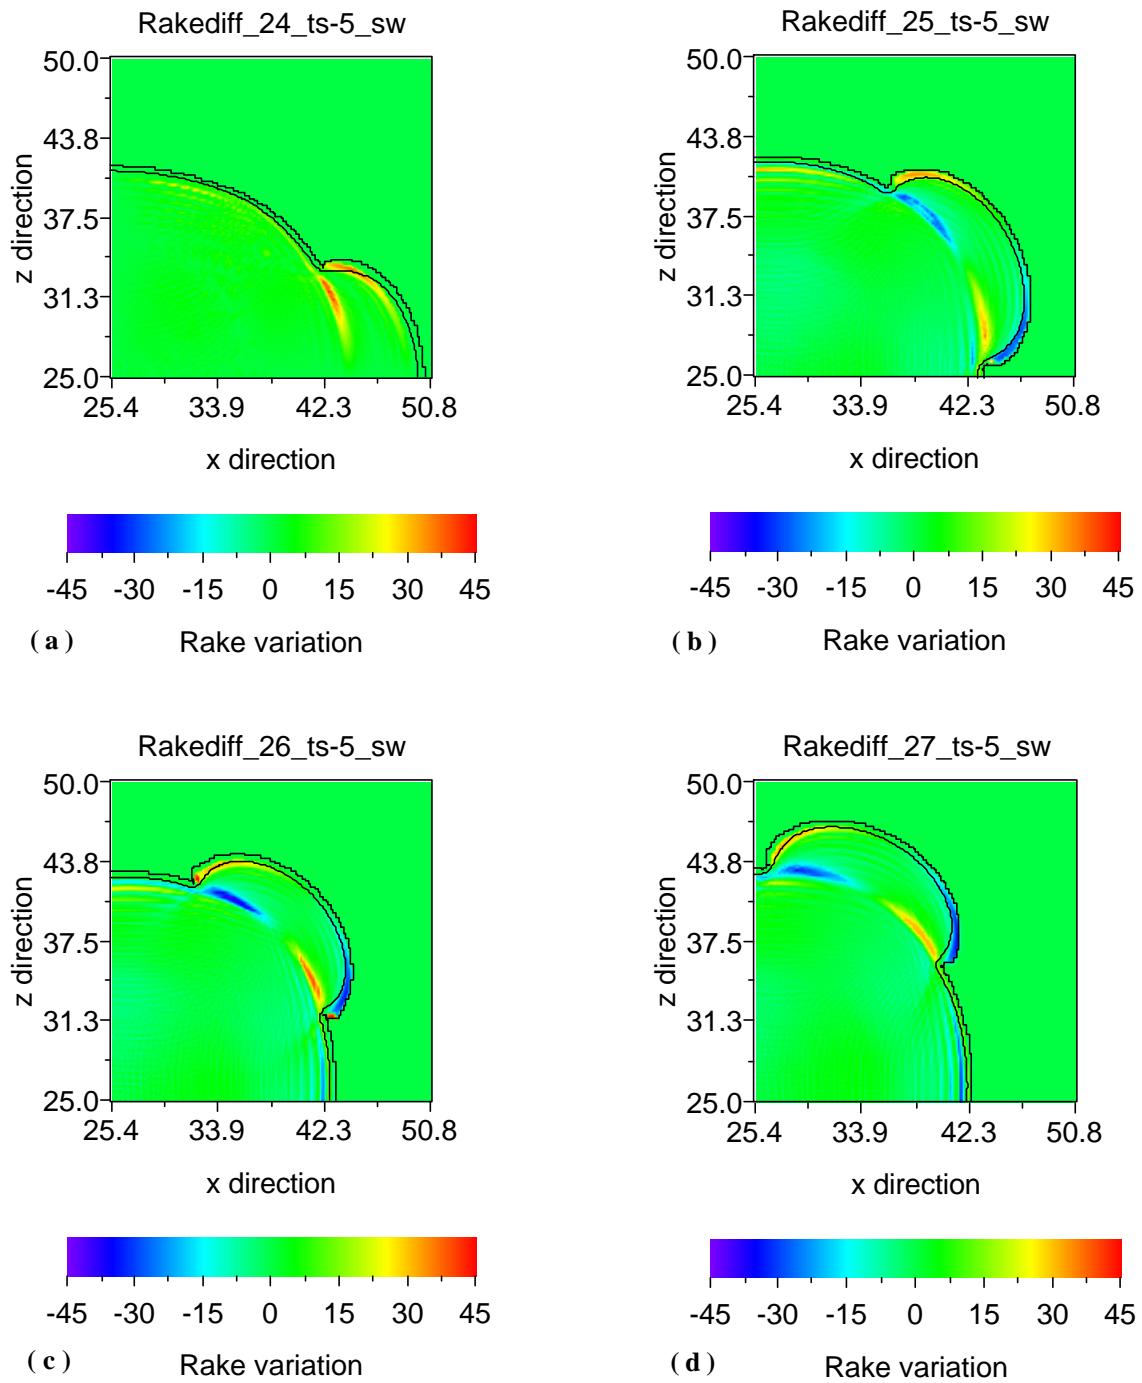 Rakediff_24_ts-5_sw
50.0
43.8
37.5
31.3
25.0
z direction
25.4 33.9 42.3 50.8
x direction
-45 -30 -15 0 15 30 45
( a ) Rake variation
Rakediff_25_ts-5_sw
50.0
43.8
37.5
31.3
25.0
z direction
25.4 33.9 42.3 50.8
x direction
-45 -30 -15 0 15 30 45
( b ) Rake variation
Rakediff_26_ts-5_sw
50.0
43.8
37.5
31.3
25.0
z direction
25.4 33.9 42.3 50.8
x direction
-45 -30 -15 0 15 30 45
( c ) Rake variation
Rakediff_27_ts-5_sw
50.0
43.8
37.5
31.3
25.0
z direction
25.4 33.9 42.3 50.8
x direction
-45 -30 -15 0 15 30 45
( d ) Rake variation